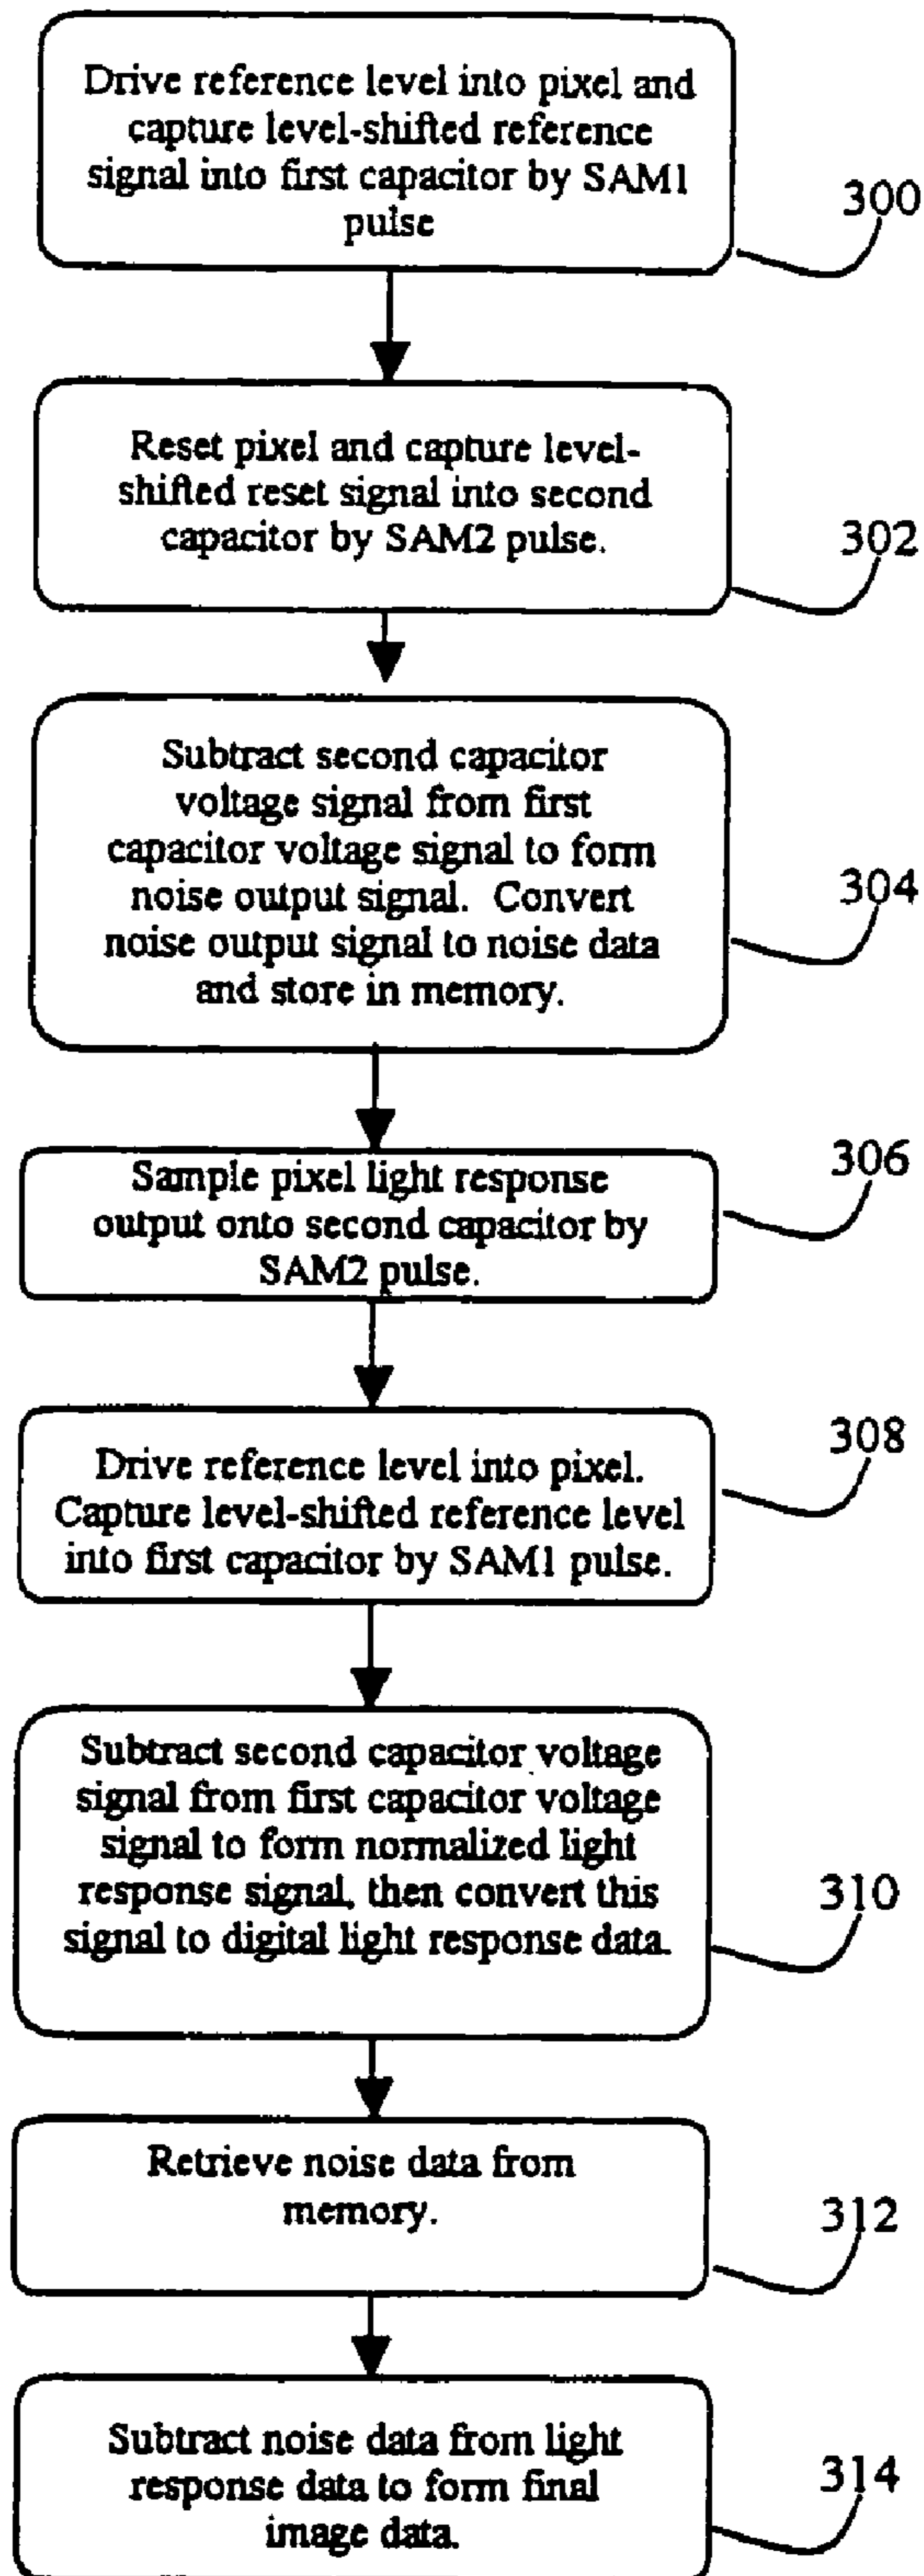 Drive reference level into pixel and
capture level-shifted reference
signal into first capacitor by SAM1
pulse
300
Reset pixel and capture level-
shifted reset signal into second
capacitor by SAM2 pulse.
302
Subtract second capacitor
voltage signal from first
capacitor voltage signal to form
noise output signal. Convert
noise output signal to noise data
and store in memory.
304
Sample pixel light response
output onto second capacitor by
SAM2 pulse.
306
Drive reference level into pixel.
Capture level-shifted reference level
into first capacitor by SAM1 pulse.
308
Subtract second capacitor voltage
signal from first capacitor voltage
signal to form normalized light
response signal, then convert this
signal to digital light response data.
310
Retrieve noise data from
memory.
312
Subtract noise data from light
response data to form final
image data.
314